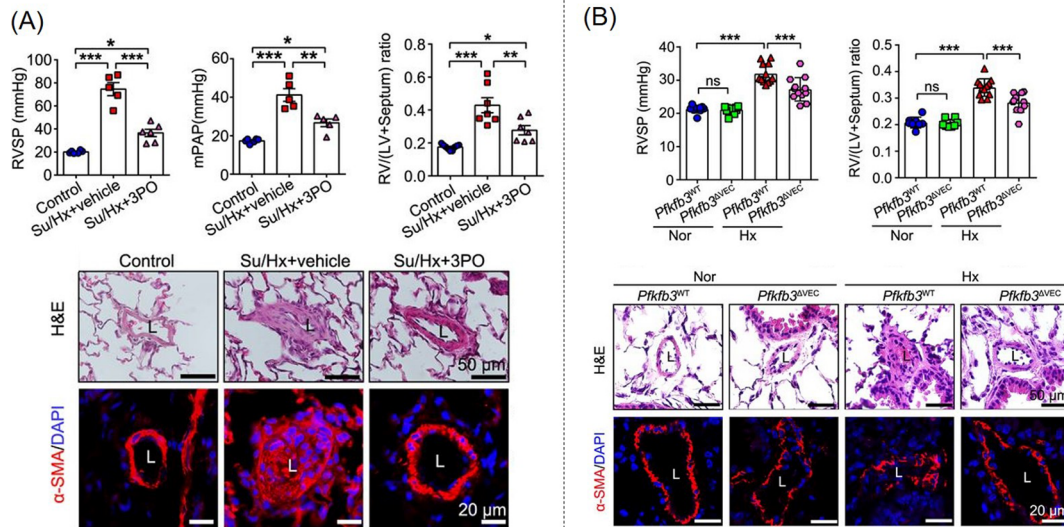 (A)
RVSP (mmHg)
100
80
60
40
20
***
*
***
Control
Su/Hx+vehicle
Su/Hx+3PO
mPAP(mmHg)
60
40
20
0
***
*
**
Control
Su/Hx+vehicle
Su/Hx+3PO
RV/(LV+Septum) ratio
0.8
0.6
0.4
0.2
0.0
***
*
**
Control
Su/Hx+vehicle
Su/Hx+3PO
Control Su/Hx+vehicle Su/Hx+3PO
H&E
L L L
50 µm
α-SMA/DAPI
L L L
20 µm
(B)
RVSP (mmHg)
40
30
20
10
0
***
***
ns
Pfkfb3WT
Pfkfb3ΔVEC
Pfkfb3WT
Pfkfb3ΔVEC
Nor Hx
RV/(LV+Septum) ratio
0.5
0.4
0.3
0.2
0.1
***
***
ns
Pfkfb3WT
Pfkfb3ΔVEC
Pfkfb3WT
Pfkfb3ΔVEC
Nor Hx
Nor Hx
Pfkfb3WT Pfkfb3ΔVEC Pfkfb3WT Pfkfb3ΔVEC
H&E
L L L L
50 µm
α-SMA/DAPI
L L L L
20 µm